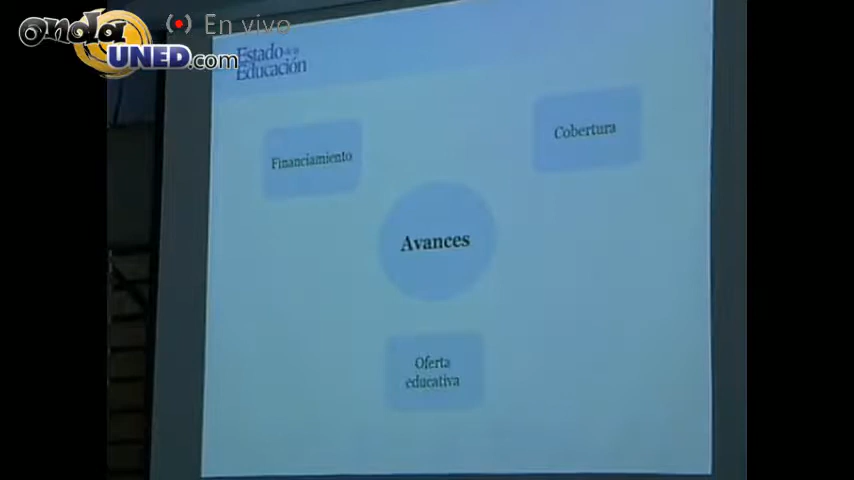 onda
UNED.com
En vivo
Estado de la
Educación
Financiamiento
Cobertura
Avances
Oferta
educativa